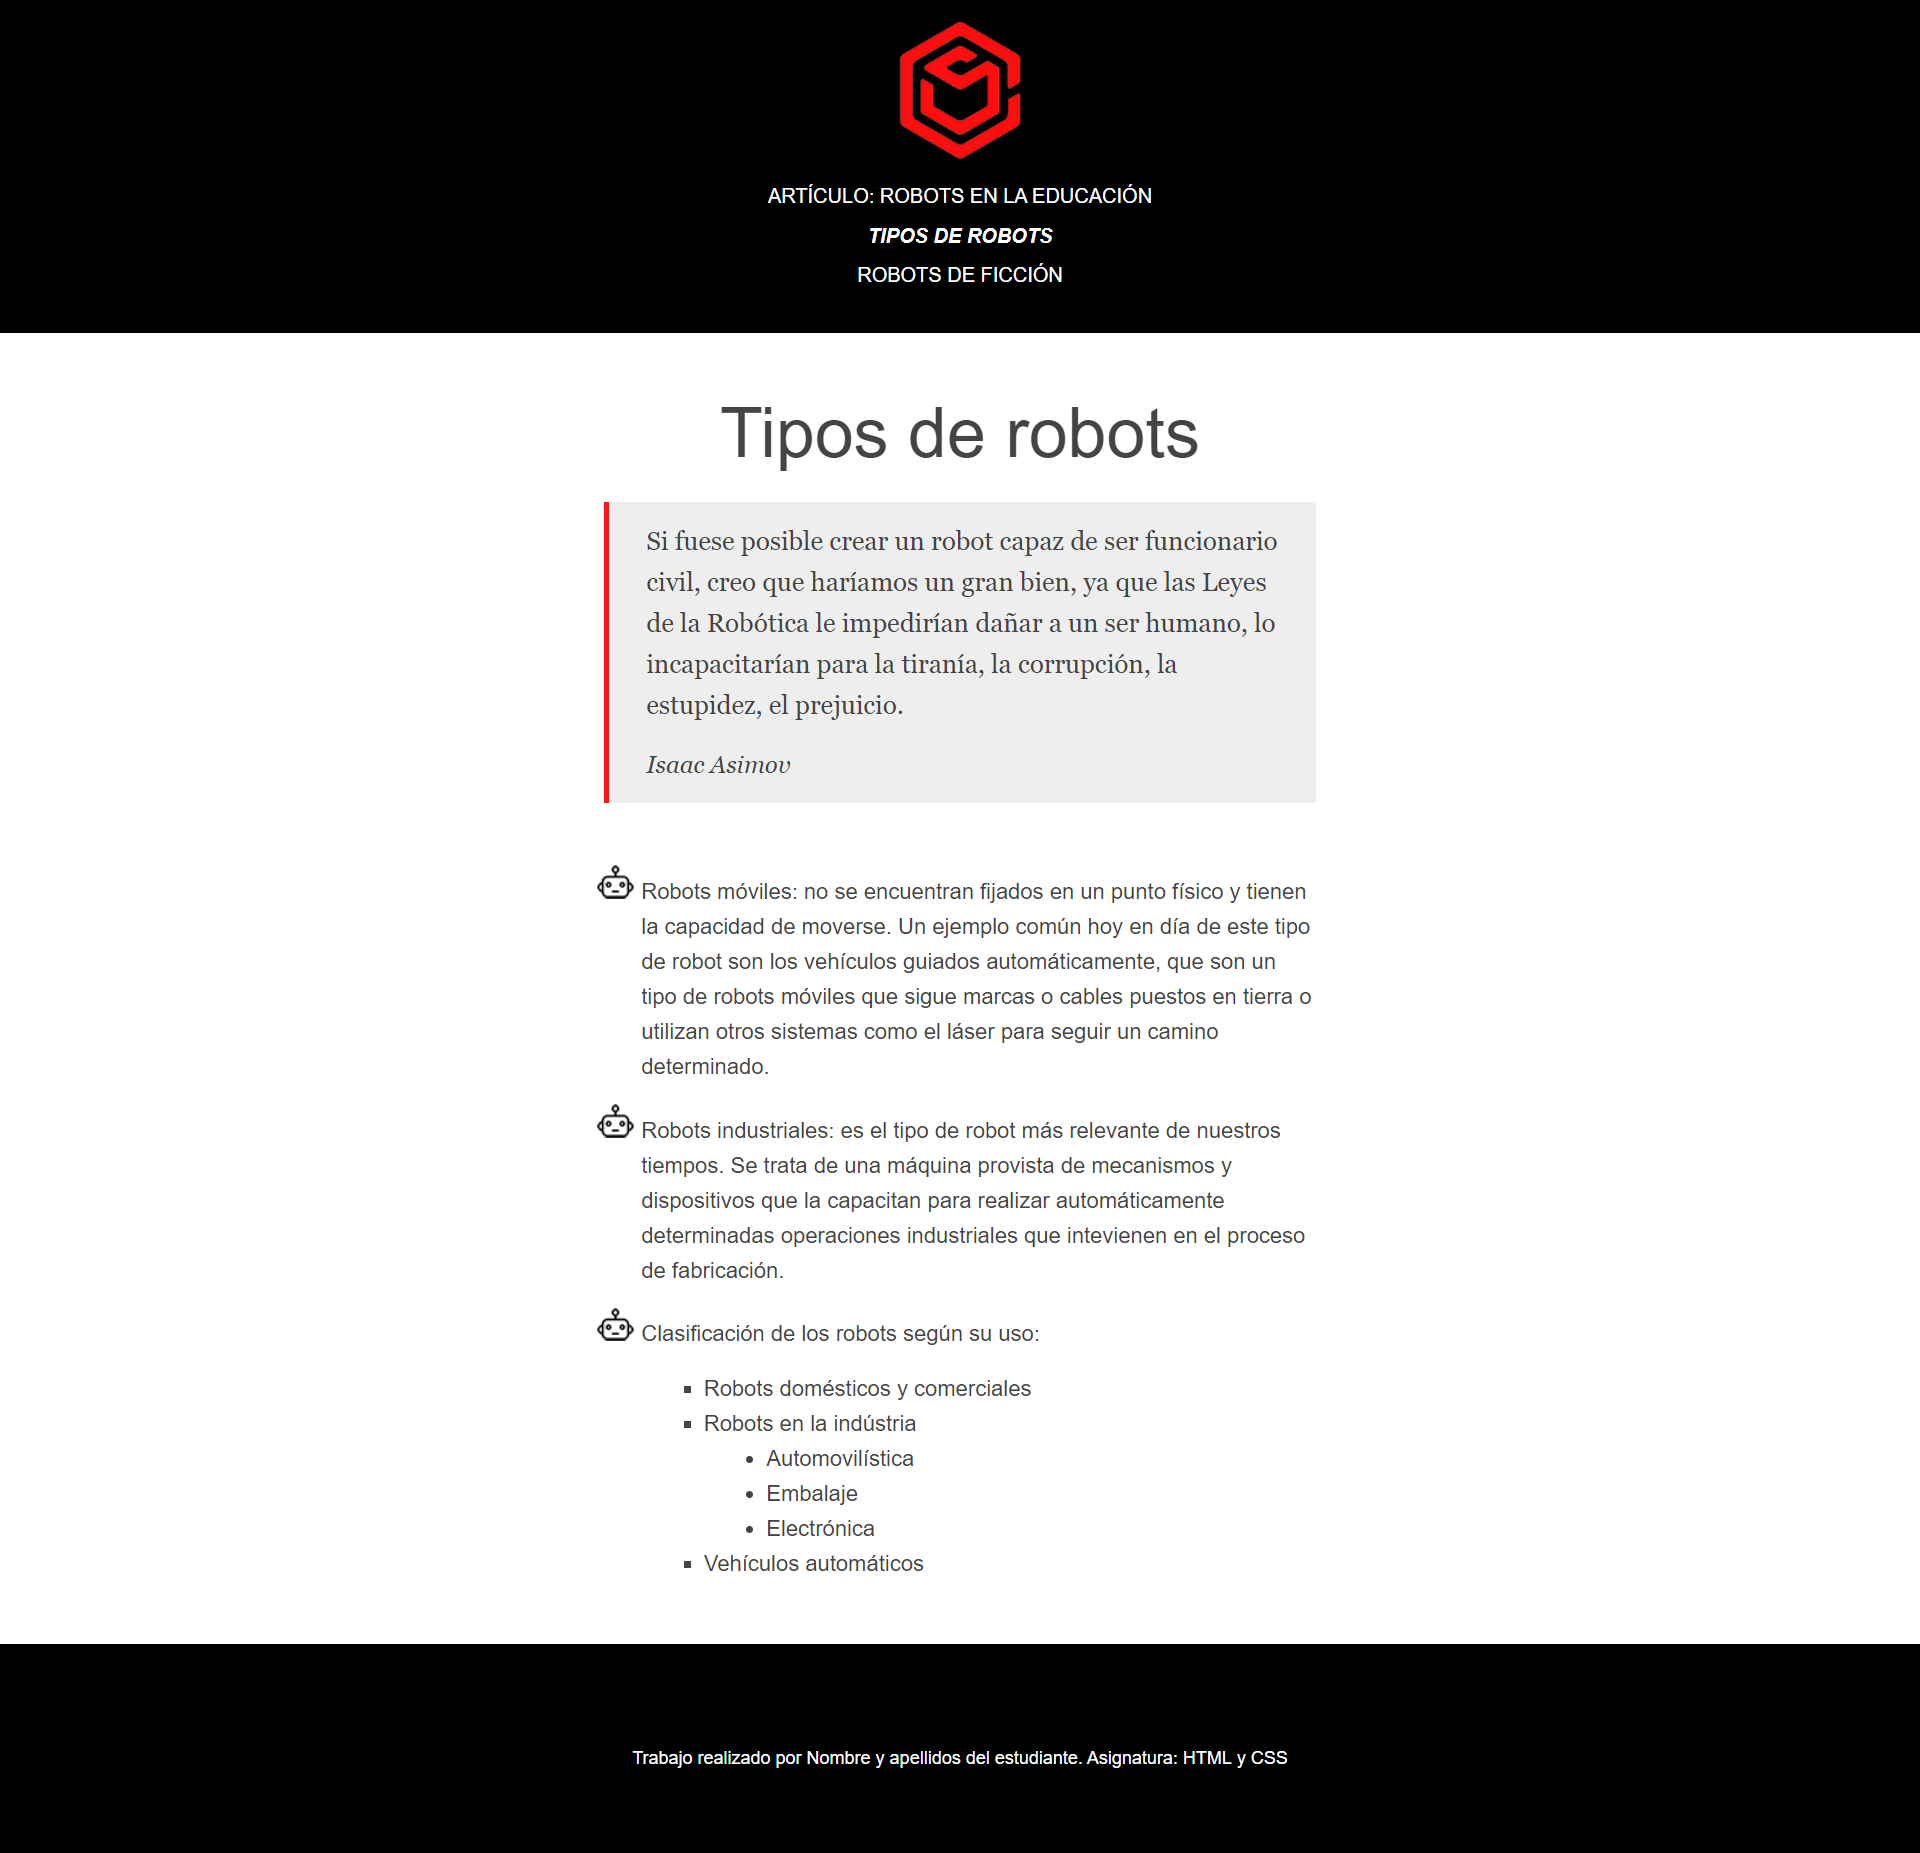 ARTÍCULO: ROBOTS EN LA EDUCACIÓN
TIPOS DE ROBOTS
ROBOTS DE FICCIÓN
Tipos de robots
Si fuese posible crear un robot capaz de ser funcionario
civil, creo que haríamos un gran bien, ya que las Leyes
de la Robótica le impedirían dañar a un ser humano, lo
incapacitarían para la tiranía, la corrupción, la
estupidez, el prejuicio.
Isaac Asimov
Robots móviles: no se encuentran fijados en un punto físico y tienen
la capacidad de moverse. Un ejemplo común hoy en día de este tipo
de robot son los vehículos guiados automáticamente, que son un
tipo de robots móviles que sigue marcas o cables puestos en tierra o
utilizan otros sistemas como el láser para seguir un camino
determinado.
Robots industriales: es el tipo de robot más relevante de nuestros
tiempos. Se trata de una máquina provista de mecanismos y
dispositivos que la capacitan para realizar automáticamente
determinadas operaciones industriales que intevienen en el proceso
de fabricación.
Clasificación de los robots según su uso:
Robots domésticos y comerciales
Robots en la indústria
Automovilística
Embalaje
Electrónica
Vehículos automáticos
Trabajo realizado por Nombre y apellidos del estudiante. Asignatura: HTML y CSS